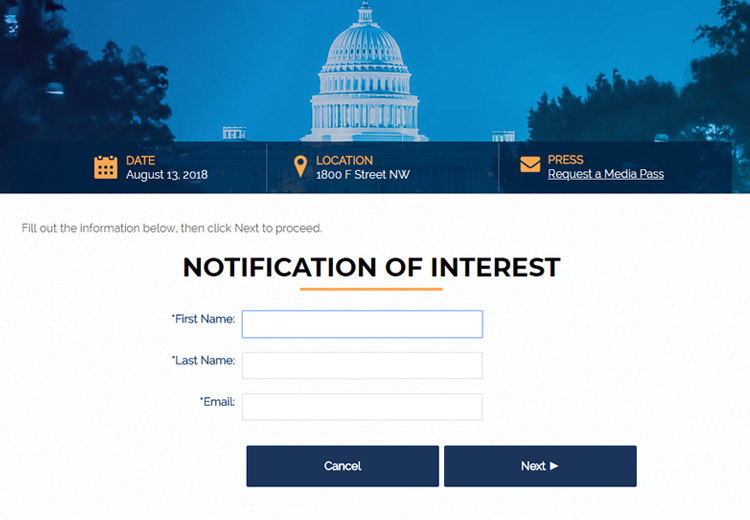 DATE
August 13, 2018
LOCATION
1800 F Street NW
PRESS
Request a Media Pass
Fill out the information below, then click Next to proceed.
NOTIFICATION OF INTEREST
*First Name:
*Last Name:
*Email:
Cancel
Next ►